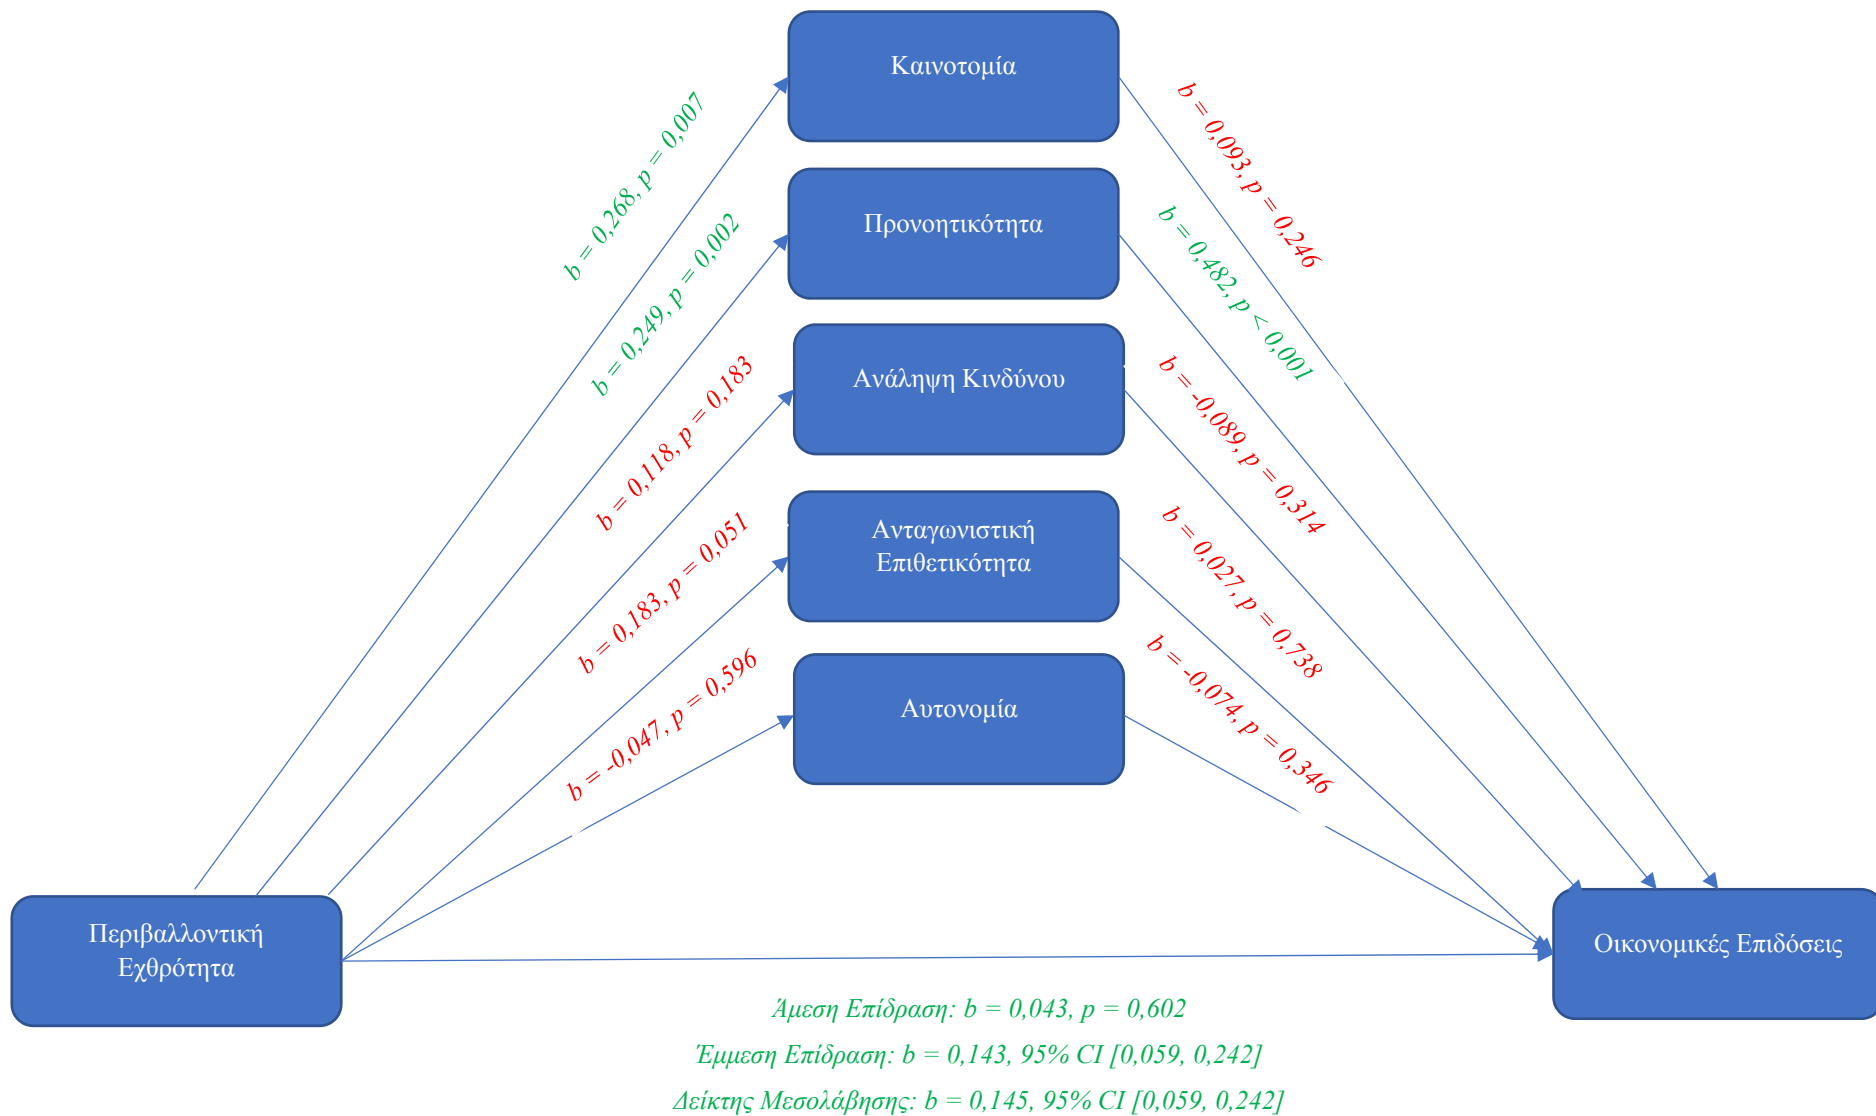 Καινοτομία
b = 0,268, p = 0,007
b = 0,093, p = 0,246
Προνοητικότητα
b = 0,249, p = 0,002
b = 0,482, p < 0,001
Ανάληψη Κινδύνου
b = 0,118, p = 0,183
b = -0,089, p = 0,314
Ανταγωνιστική
Επιθετικότητα
b = 0,183, p = 0,051
b = 0,027, p = 0,738
Αυτονομία
b = -0,047, p = 0,596
b = -0,074, p = 0,346
Περιβαλλοντική
Εχθρότητα
Οικονομικές Επιδόσεις
Άμεση Επίδραση: b = 0,043, p = 0,602
Έμμεση Επίδραση: b = 0,143, 95% CI [0,059, 0,242]
Δείκτης Μεσολάβησης: b = 0,145, 95% CI [0,059, 0,242]